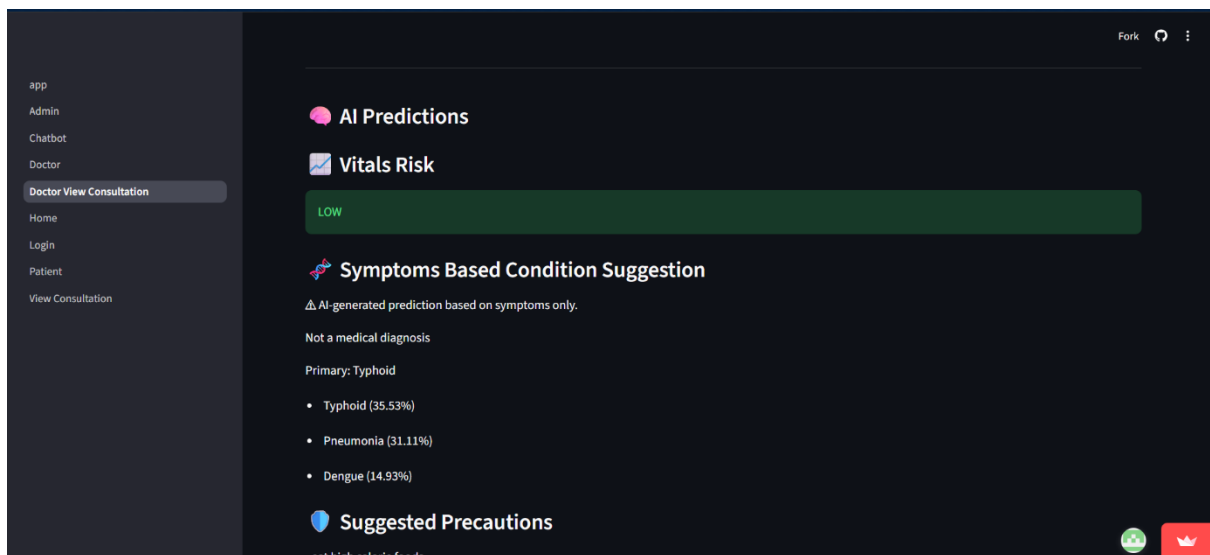 Fork
app
Admin
Chatbot
Doctor
Doctor View Consultation
Home
Login
Patient
View Consultation
AI Predictions
Vitals Risk
LOW
Symptoms Based Condition Suggestion
⚠ AI-generated prediction based on symptoms only.
Not a medical diagnosis
Primary: Typhoid
• Typhoid (35.53%)
• Pneumonia (31.11%)
• Dengue (14.93%)
Suggested Precautions